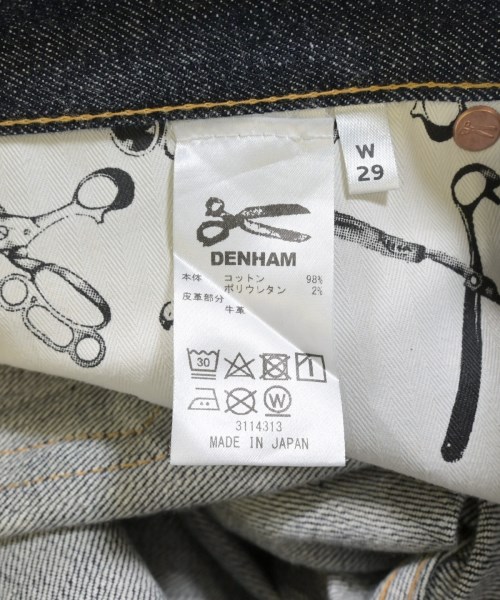 W
29
DENHAM
本体 コットン 98%
ポリウレタン 2%
皮革部分
牛革
30
W
3114313
MADE IN JAPAN